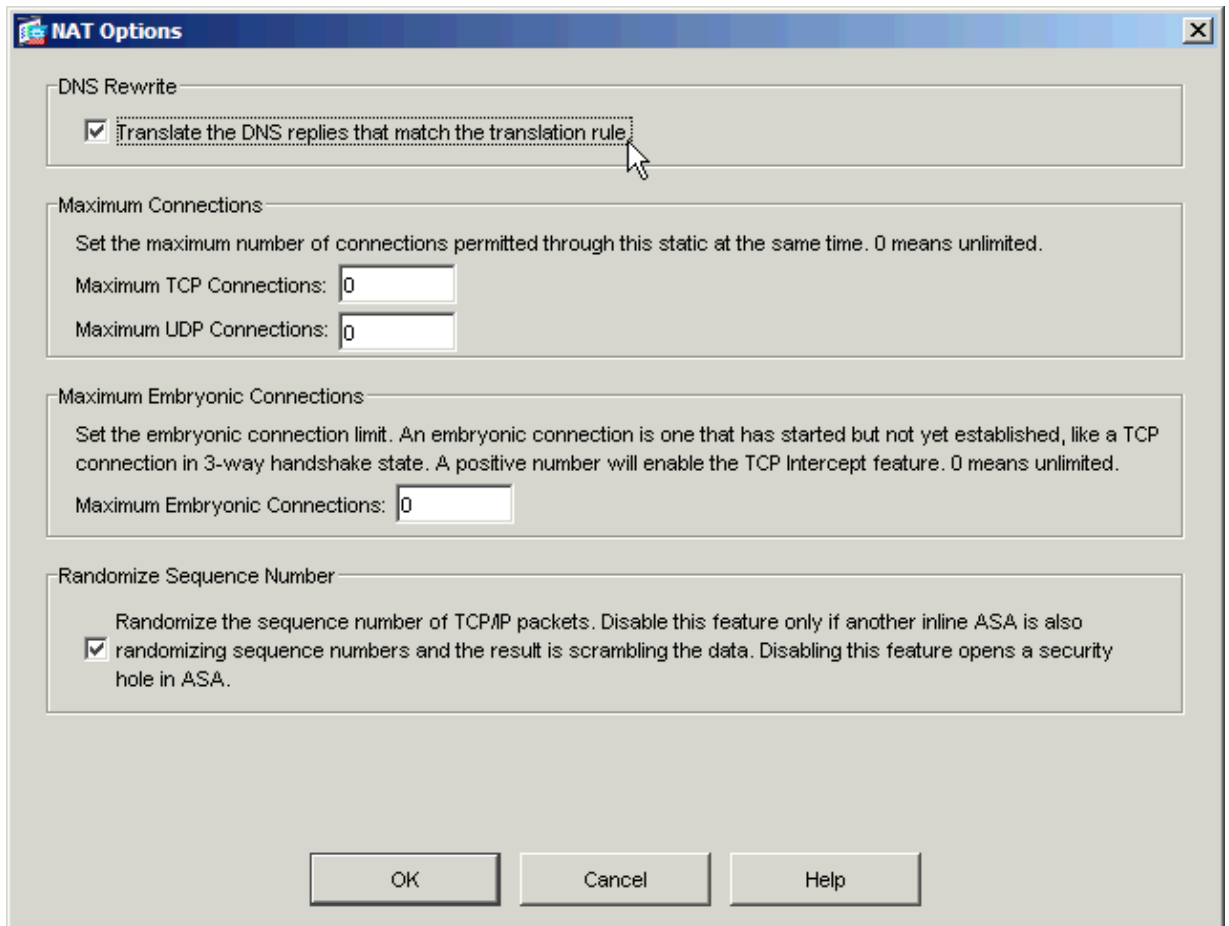 NAT Options
DNS Rewrite
Translate the DNS replies that match the translation rule.
Maximum Connections
Set the maximum number of connections permitted through this static at the same time. 0 means unlimited.
Maximum TCP Connections: 0
Maximum UDP Connections: 0
Maximum Embryonic Connections
Set the embryonic connection limit. An embryonic connection is one that has started but not yet established, like a TCP
connection in 3-way handshake state. A positive number will enable the TCP Intercept feature. 0 means unlimited.
Maximum Embryonic Connections: 0
Randomize Sequence Number
Randomize the sequence number of TCP/IP packets. Disable this feature only if another inline ASA is also
randomizing sequence numbers and the result is scrambling the data. Disabling this feature opens a security
hole in ASA.
OK Cancel Help